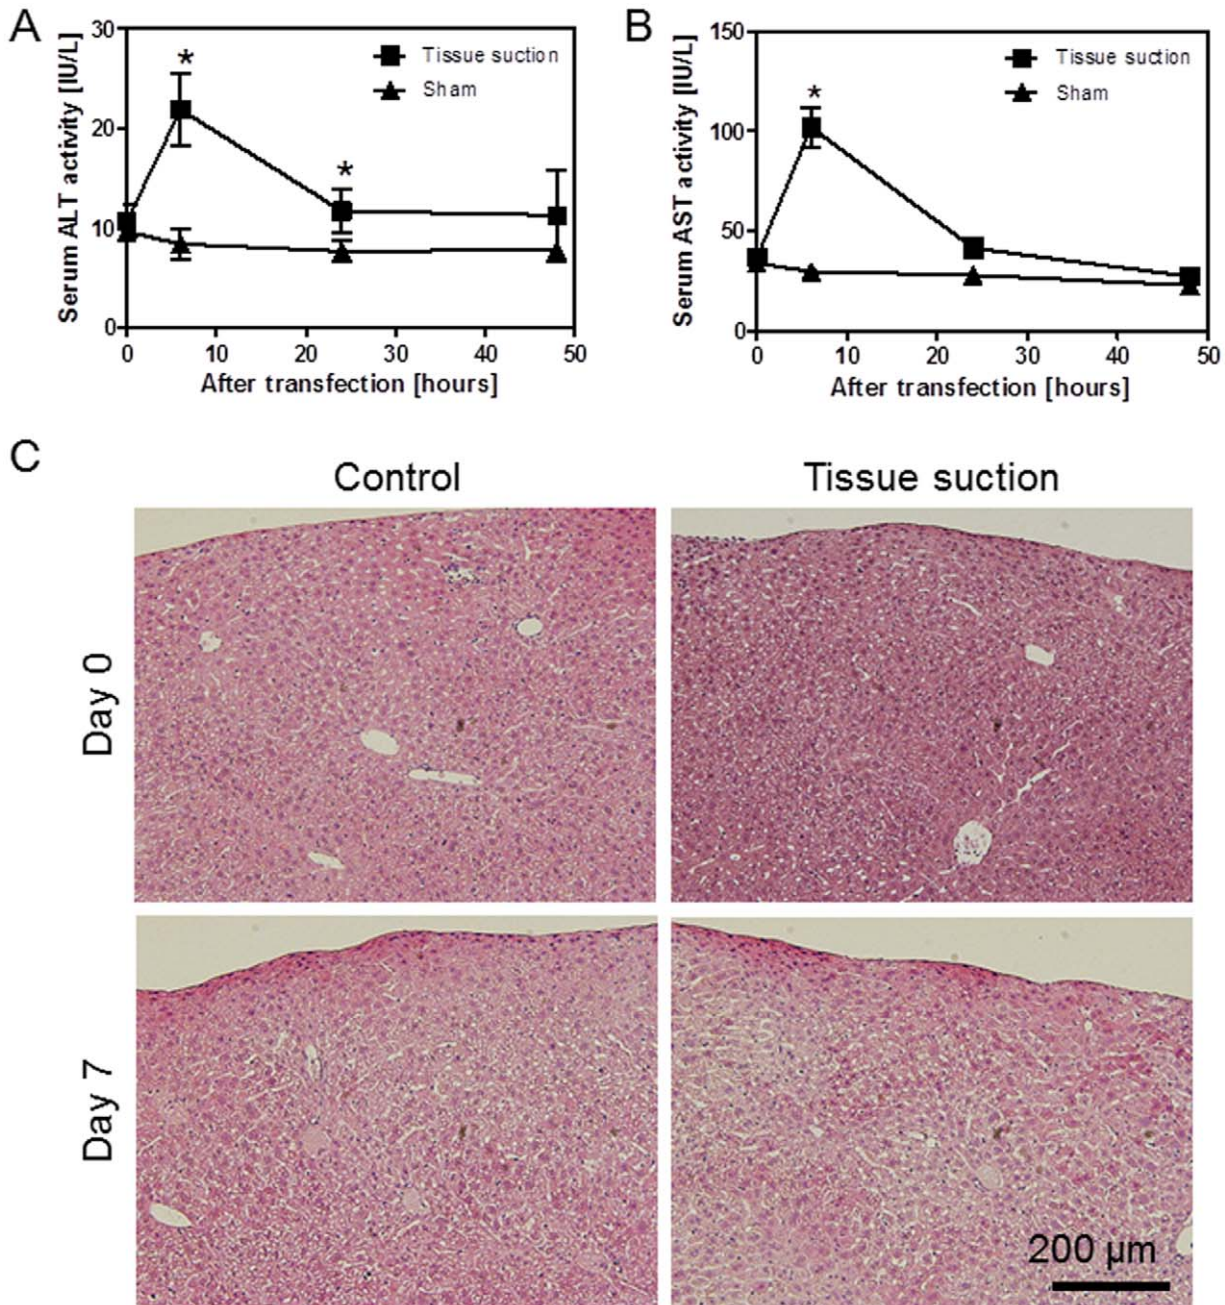 A
Serum ALT activity [IU/L]
30
20
10
0
*
*
Tissue suction
Sham
0 10 20 30 40 50
After transfection [hours]
B
Serum AST activity [IU/L]
150
100
50
0
*
Tissue suction
Sham
0 10 20 30 40 50
After transfection [hours]
C
Control Tissue suction
Day 0
Day 7
200 µm